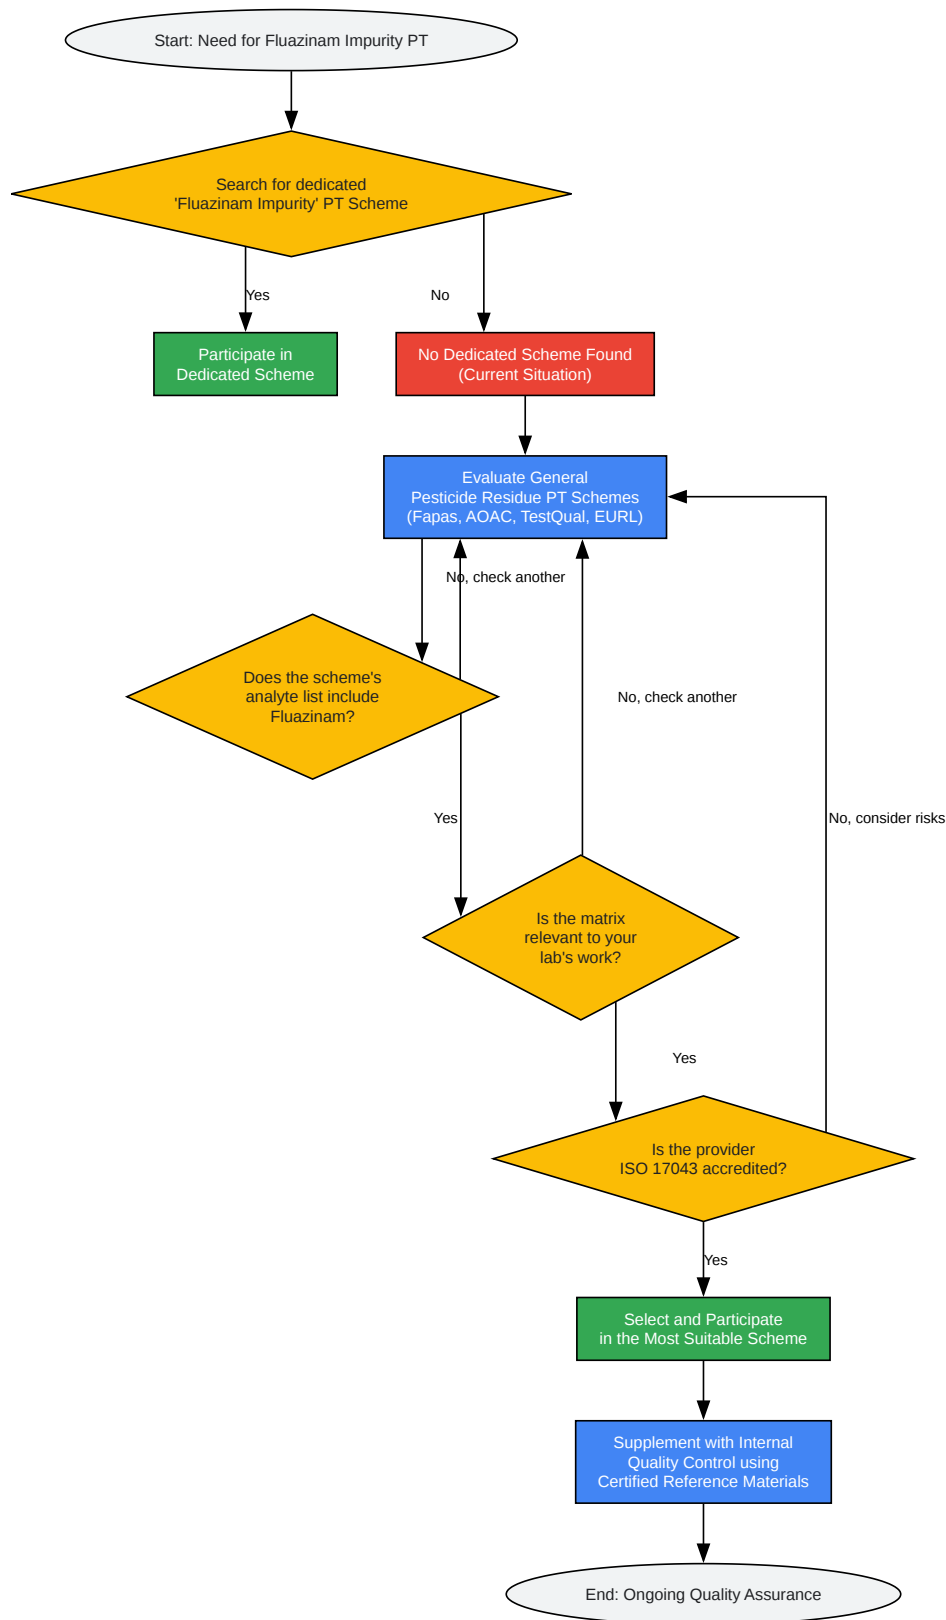 Start: Need for Fluazinam Impurity PT
Search for dedicated
'Fluazinam Impurity' PT Scheme
Yes
No
Participate in
Dedicated Scheme
No Dedicated Scheme Found
(Current Situation)
Evaluate General
Pesticide Residue PT Schemes
(Fapas, AOAC, TestQual, EURL)
No, check another
Does the scheme's
analyte list include
Fluazinam?
No, check another
Yes
No, consider risks
Is the matrix
relevant to your
lab's work?
Yes
Is the provider
ISO 17043 accredited?
Yes
Select and Participate
in the Most Suitable Scheme
Supplement with Internal
Quality Control using
Certified Reference Materials
End: Ongoing Quality Assurance